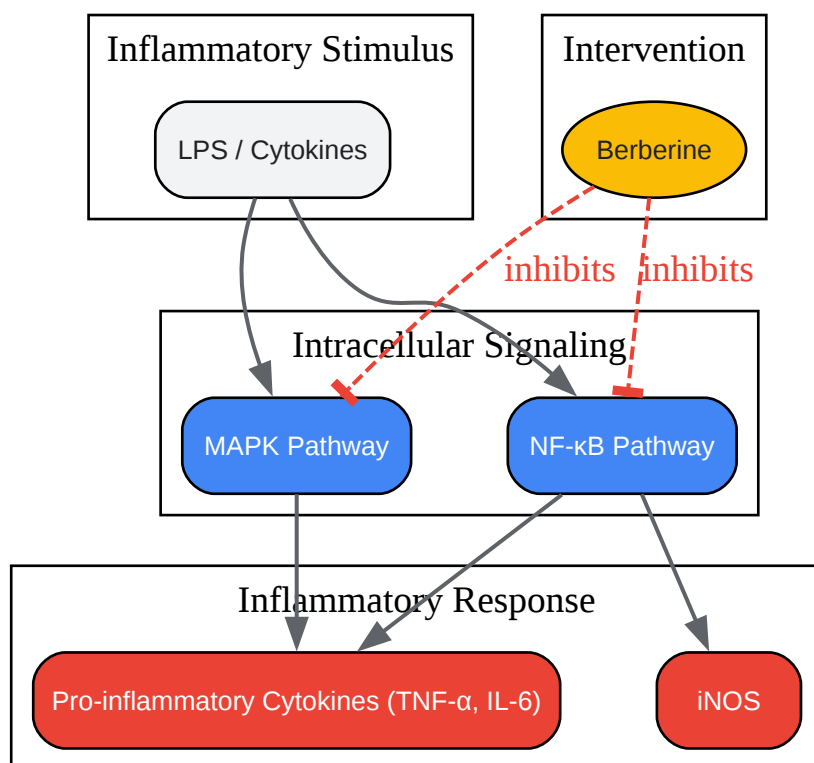 Inflammatory Stimulus
Intervention
LPS / Cytokines
Berberine
inhibits
inhibits
Intracellular Signaling
MAPK Pathway
NF-κB Pathway
Inflammatory Response
Pro-inflammatory Cytokines (TNF-α, IL-6)
iNOS